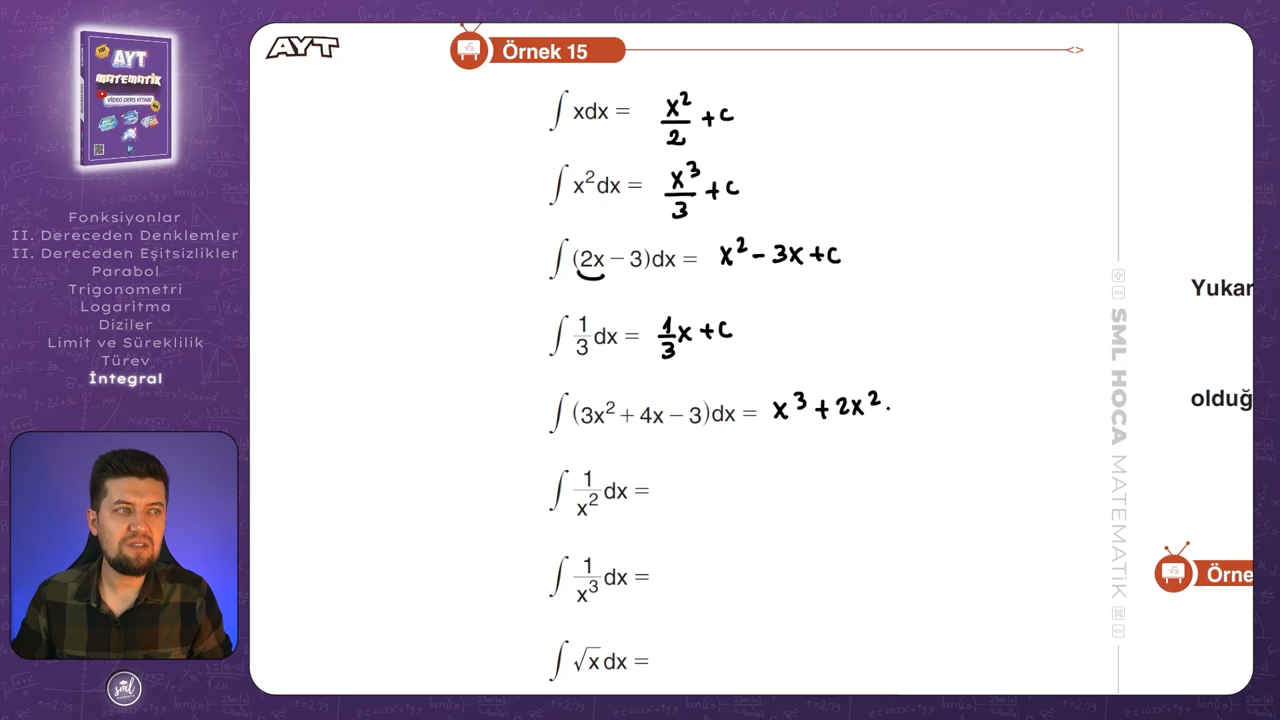 AYT
MATEMATİK
VİDEO DERS KİTABI
Fonksiyonlar
II. Dereceden Denklemler
II. Dereceden Eşitsizlikler
Parabol
Trigonometri
Logaritma
Diziler
Limit ve Süreklilik
Türev
İntegral
sml
AYT
Örnek 15
<>
∫ xdx = x²/2 + c
∫ x²dx = x³/3 + c
∫ (2x − 3)dx = x² − 3x + c
∫ 1/3 dx = 1/3 x + c
∫ (3x² + 4x − 3)dx = x³ + 2x² ·
∫ 1/x² dx =
∫ 1/x³ dx =
∫ √x dx =
SML HOCA MATEMATİK
Yukar
olduğ
Örne